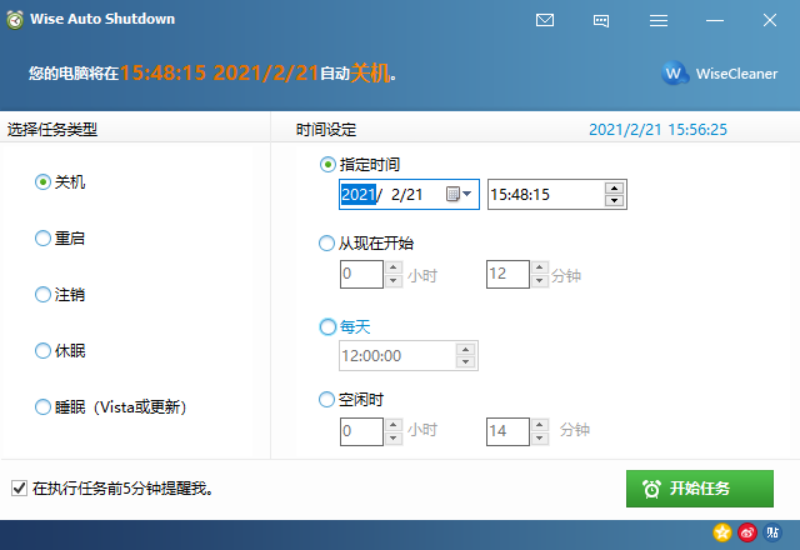 Wise Auto Shutdown
您的电脑将在15:48:15 2021/2/21自动关机。
WiseCleaner
选择任务类型
时间设定
2021/2/21 15:56:25
关机
重启
注销
休眠
睡眠（Vista或更新）
指定时间
2021/ 2/21
15:48:15
从现在开始
0 小时
12 分钟
每天
12:00:00
空闲时
0 小时
14 分钟
在执行任务前5分钟提醒我。
开始任务
贴